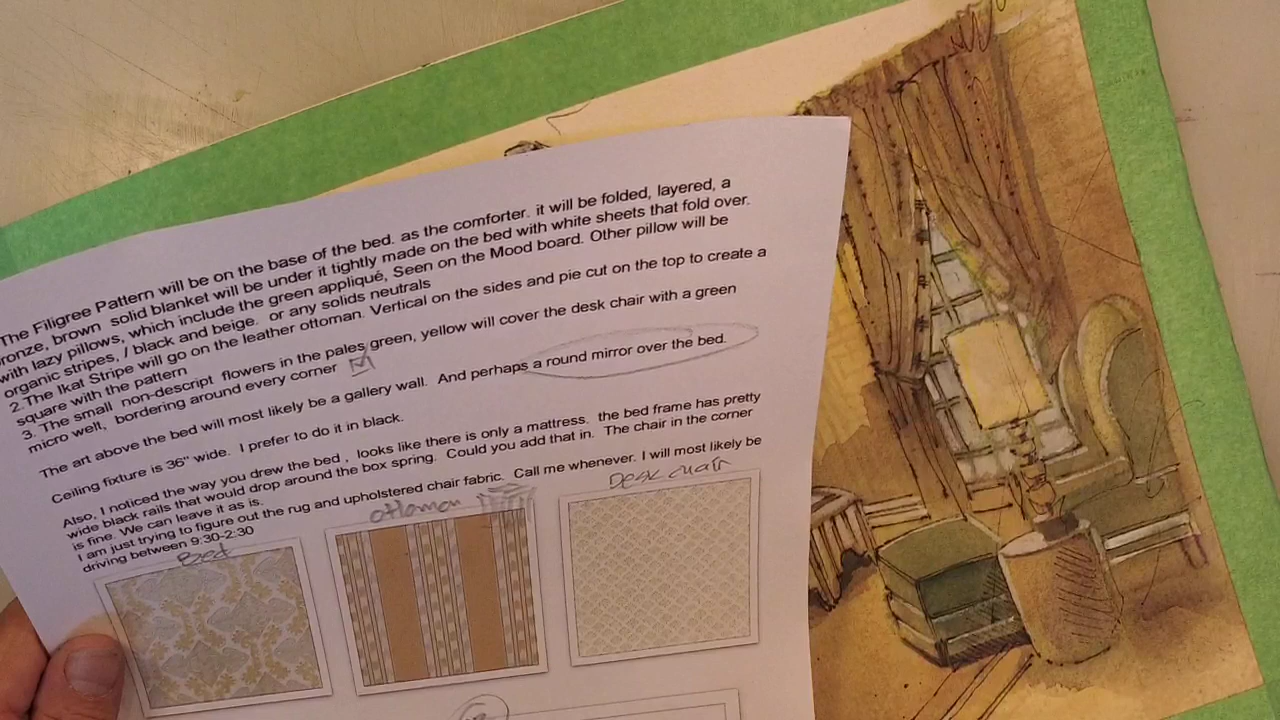 The Filigree Pattern will be on the base of the bed. as the comforter. it will be folded, layered, a
bronze, brown solid blanket will be under it tightly made on the bed with white sheets that fold over.
with lazy pillows, which include the green appliqué, Seen on the Mood board. Other pillow will be
organic stripes, / black and beige. or any solids neutrals
2. The Ikat Stripe will go on the leather ottoman. Vertical on the sides and pie cut on the top to create a
square with the pattern
3. The small non-descript flowers in the pales green, yellow will cover the desk chair with a green
micro welt, bordering around every corner
The art above the bed will most likely be a gallery wall. And perhaps a round mirror over the bed.
Ceiling fixture is 36" wide. I prefer to do it in black.
Also, I noticed the way you drew the bed, looks like there is only a mattress. the bed frame has pretty
wide black rails that would drop around the box spring. Could you add that in. The chair in the corner
is fine. We can leave it as is.
I am just trying to figure out the rug and upholstered chair fabric. Call me whenever. I will most likely be
driving between 9:30-2:30
Bed
ottoman
Desk chair